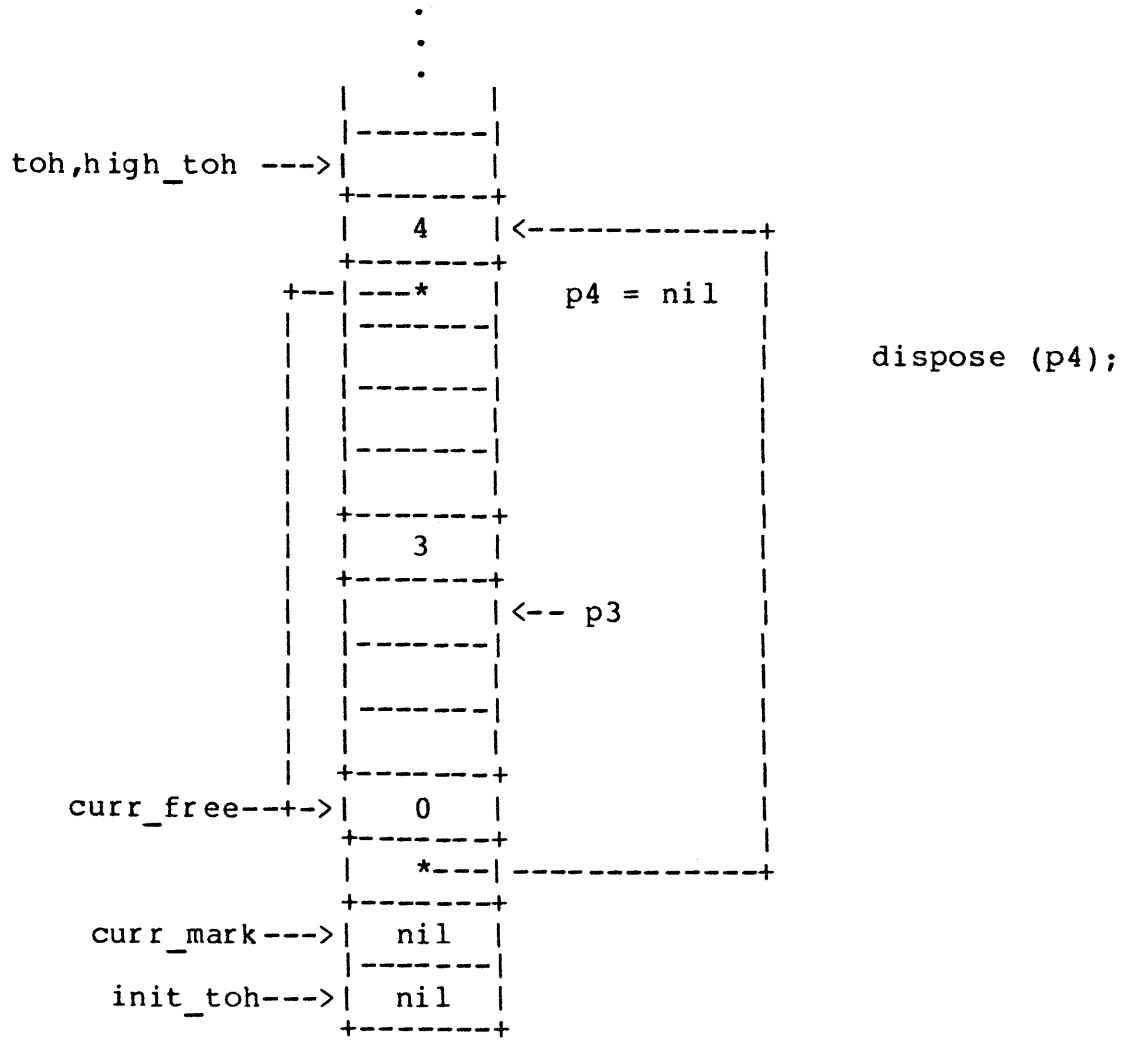 .
.
.
|       |
|-------|
toh,high_toh --->|       |
+-------+
|   4   |<------------+
+-------+             |
+--|---*   |   p4 = nil  |
|  |-------|             |
|  |       |             |     dispose (p4);
|  |-------|             |
|  |       |             |
|  |-------|             |
|  |       |             |
|  +-------+             |
|  |   3   |             |
|  +-------+             |
|  |       |<-- p3       |
|  |-------|             |
|  |       |             |
|  |-------|             |
|  |       |             |
|  +-------+             |
curr_free--+->|   0   |             |
+-------+             |
|   *---|-------------+
+-------+
curr_mark--->|  nil  |
|-------|
init_toh--->|  nil  |
+-------+